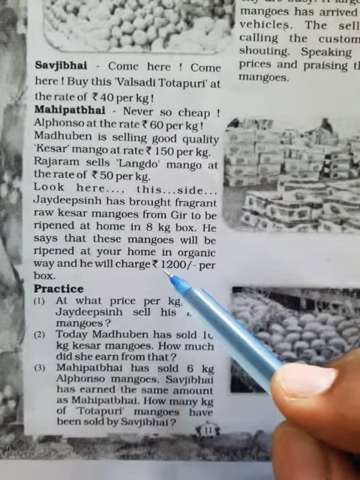 mangoes has arrived
vehicles. The sell
calling the custom
shouting. Speaking
prices and praising th
mangoes.
Savjibhai - Come here ! Come
here ! Buy this 'Valsadi Totapuri' at
the rate of ₹ 40 per kg !
Mahipatbhai - Never so cheap !
Alphonso at the rate ₹ 60 per kg !
Madhuben is selling good quality
'Kesar' mango at rate ₹ 150 per kg.
Rajaram sells 'Langdo' mango at
the rate of ₹ 50 per kg.
Look here.... this...side...
Jaydeepsinh has brought fragrant
raw kesar mangoes from Gir to be
ripened at home in 8 kg box. He
says that these mangoes will be
ripened at your home in organic
way and he will charge ₹ 1200/- per
box.
Practice
(1) At what price per kg.
Jaydeepsinh sell his
mangoes ?
(2) Today Madhuben has sold
kg kesar mangoes. How much
did she earn from that ?
(3) Mahipatbhai has sold 6 kg
Alphonso mangoes. Savjibhai
has earned the same amount
as Mahipatbhai. How many kg
of 'Totapuri' mangoes have
been sold by Savjibhai ?
11